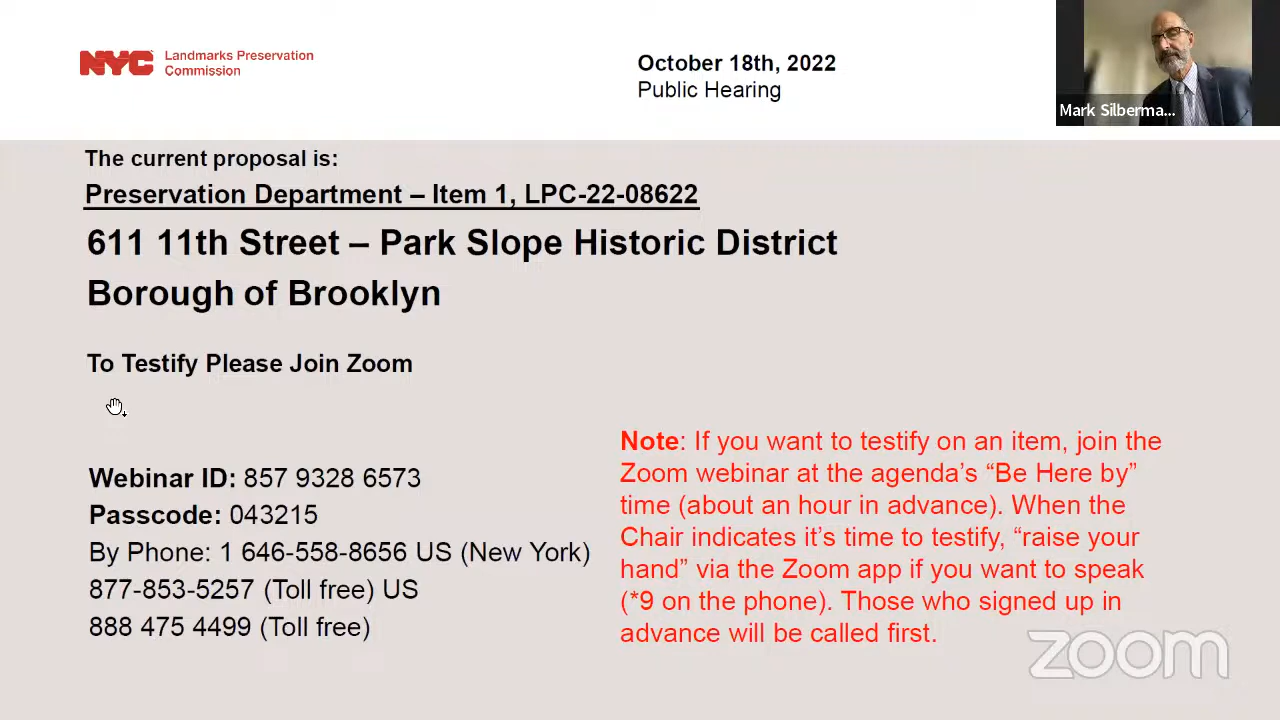 NYC Landmarks Preservation
Commission
October 18th, 2022
Public Hearing
Mark Silberma...
The current proposal is:
Preservation Department – Item 1, LPC-22-08622
611 11th Street – Park Slope Historic District
Borough of Brooklyn
To Testify Please Join Zoom
Webinar ID: 857 9328 6573
Passcode: 043215
By Phone: 1 646-558-8656 US (New York)
877-853-5257 (Toll free) US
888 475 4499 (Toll free)
Note: If you want to testify on an item, join the
Zoom webinar at the agenda’s “Be Here by”
time (about an hour in advance). When the
Chair indicates it’s time to testify, “raise your
hand” via the Zoom app if you want to speak
(*9 on the phone). Those who signed up in
advance will be called first.
zoom